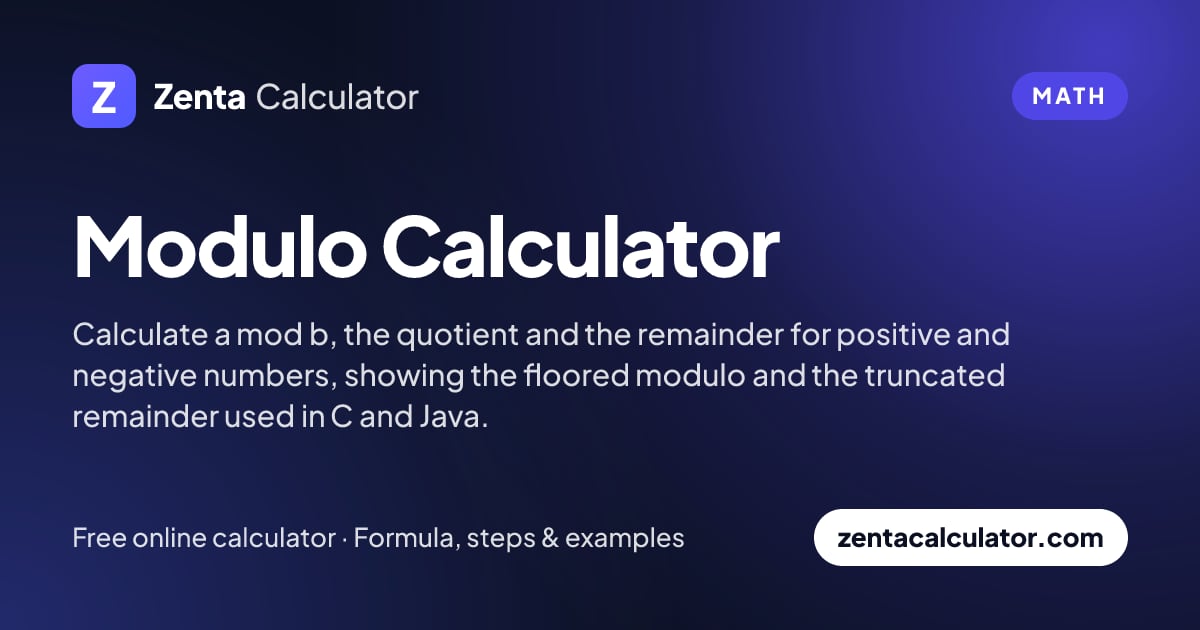 Z
Zenta Calculator
MATH
Modulo Calculator
Calculate a mod b, the quotient and the remainder for positive and
negative numbers, showing the floored modulo and the truncated
remainder used in C and Java.
Free online calculator · Formula, steps & examples
zentacalculator.com